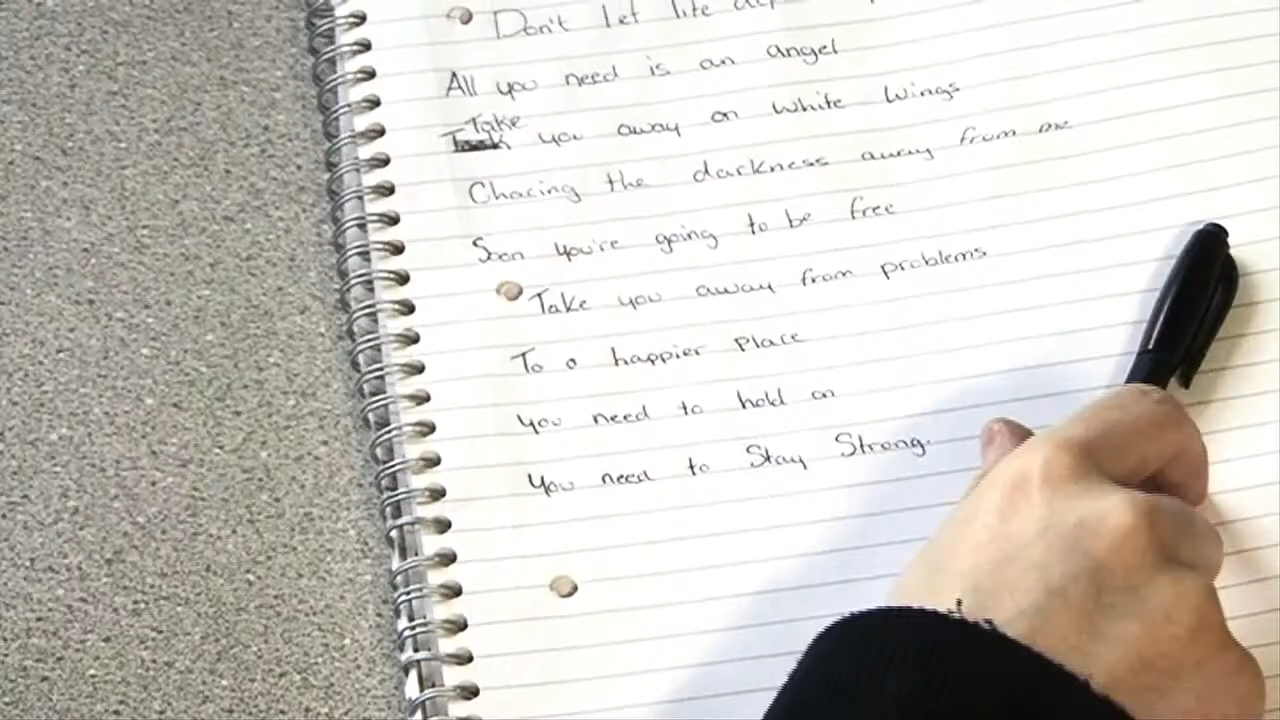 Don't let life
All you need is an angel
Take you away on white wings
Chacing the darkness away from me
Soon you're going to be free
Take you away from problems
To a happier place
you need to hold on
You need to Stay Strong.